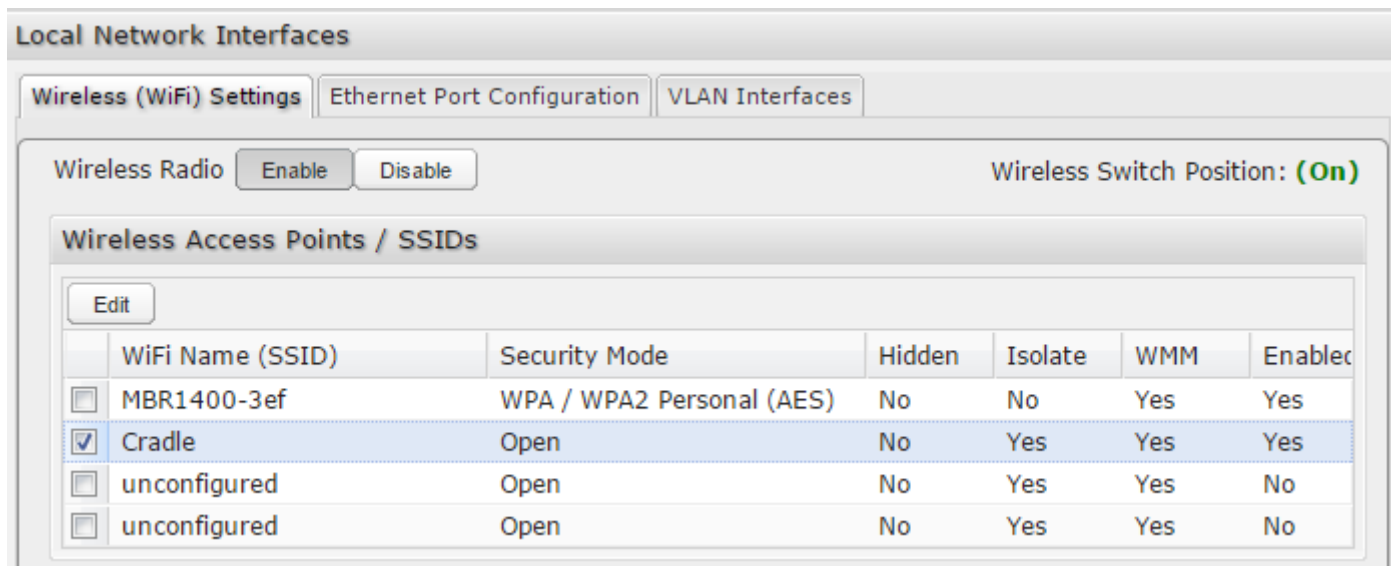 Local Network Interfaces
Wireless (WiFi) Settings Ethernet Port Configuration VLAN Interfaces
Wireless Radio Enable Disable Wireless Switch Position: (On)
Wireless Access Points / SSIDs
Edit
WiFi Name (SSID) Security Mode Hidden Isolate WMM Enabled
MBR1400-3ef WPA / WPA2 Personal (AES) No No Yes Yes
Cradle Open No Yes Yes Yes
unconfigured Open No Yes Yes No
unconfigured Open No Yes Yes No